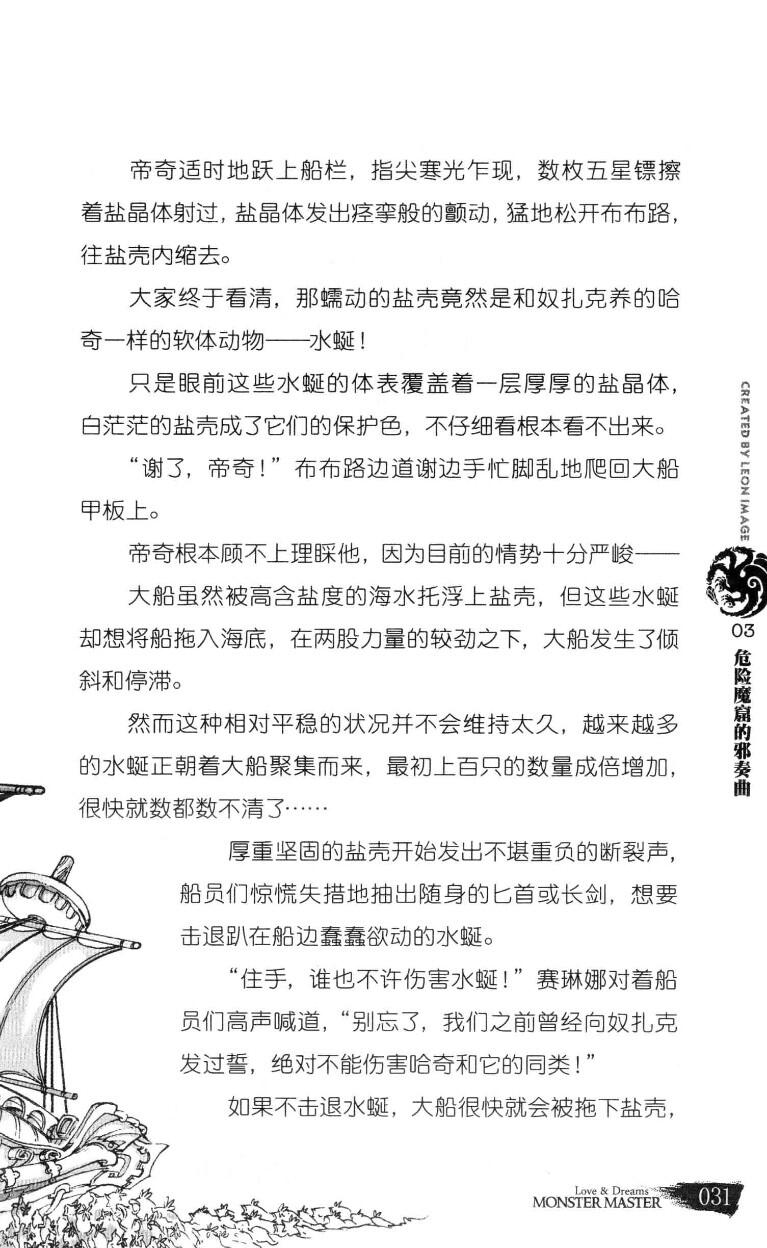 帝奇适时地跃上船栏，指尖寒光乍现，数枚五星镖擦
着盐晶体射过，盐晶体发出痉挛般的颤动，猛地松开布布路，
往盐壳内缩去。
大家终于看清，那蠕动的盐壳竟然是和奴扎克养的哈
奇一样的软体动物——水蜒！
只是眼前这些水蜒的体表覆盖着一层厚厚的盐晶体，
白茫茫的盐壳成了它们的保护色，不仔细看根本看不出来。
“谢了，帝奇！”布布路边道谢边手忙脚乱地爬回大船
甲板上。
帝奇根本顾不上理睬他，因为目前的情势十分严峻——
大船虽然被高含盐度的海水托浮上盐壳，但这些水蜒
却想将船拖入海底，在两股力量的较劲之下，大船发生了倾
斜和停滞。
然而这种相对平稳的状况并不会维持太久，越来越多
的水蜒正朝着大船聚集而来，最初上百只的数量成倍增加，
很快就数都数不清了……
厚重坚固的盐壳开始发出不堪重负的断裂声，
船员们惊慌失措地抽出随身的匕首或长剑，想要
击退趴在船边蠢蠢欲动的水蜒。
“住手，谁也不许伤害水蜒！”赛琳娜对着船
员们高声喊道，“别忘了，我们之前曾经向奴扎克
发过誓，绝对不能伤害哈奇和它的同类！”
如果不击退水蜒，大船很快就会被拖下盐壳，
CREATED BY LEON IMAGE
03
危险魔窟的邪奏曲
Love & Dreams
MONSTER MASTER
031